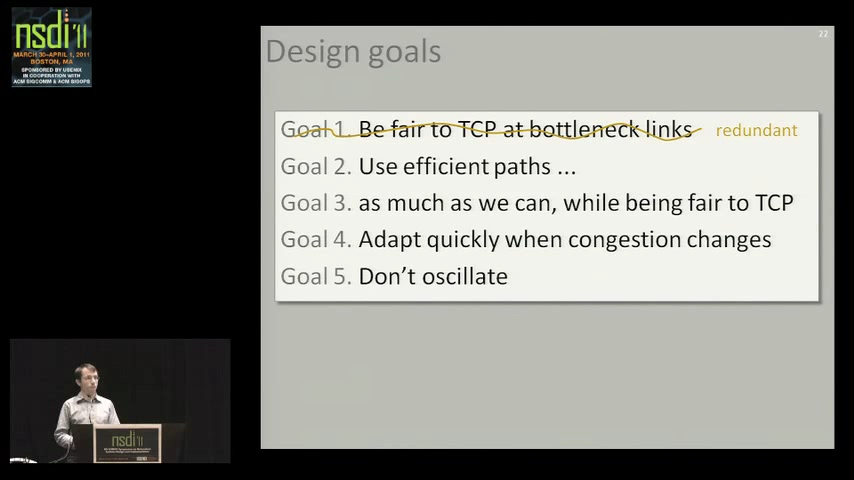 nsdi'11
MARCH 30–APRIL 1, 2011
BOSTON, MA
SPONSORED BY USENIX
IN COOPERATION WITH
ACM SIGCOMM & ACM SIGOPS
22
Design goals
Goal 1. Be fair to TCP at bottleneck links redundant
Goal 2. Use efficient paths ...
Goal 3. as much as we can, while being fair to TCP
Goal 4. Adapt quickly when congestion changes
Goal 5. Don't oscillate
nsdi'11